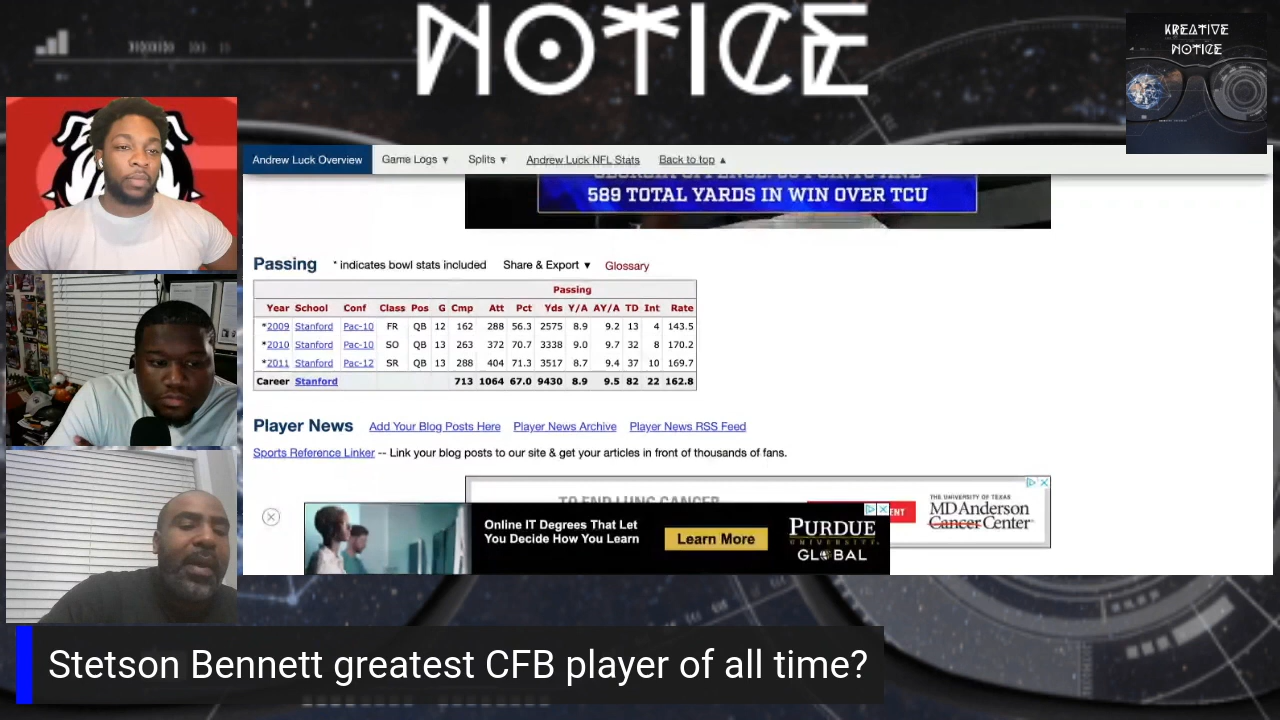 NOTICE
KREATIVE
NOTICE
Andrew Luck Overview Game Logs ▼ Splits ▼ Andrew Luck NFL Stats Back to top ▲
589 TOTAL YARDS IN WIN OVER TCU
Passing * indicates bowl stats included Share & Export ▼ Glossary
Passing
Year School Conf Class Pos G Cmp Att Pct Yds Y/A AY/A TD Int Rate
*2009 Stanford Pac-10 FR QB 12 162 288 56.3 2575 8.9 9.2 13 4 143.5
*2010 Stanford Pac-10 SO QB 13 263 372 70.7 3338 9.0 9.7 32 8 170.2
*2011 Stanford Pac-12 SR QB 13 288 404 71.3 3517 8.7 9.4 37 10 169.7
Career Stanford 713 1064 67.0 9430 8.9 9.5 82 22 162.8
Player News Add Your Blog Posts Here Player News Archive Player News RSS Feed
Sports Reference Linker -- Link your blog posts to our site & get your articles in front of thousands of fans.
TO END LUNG CANCER
THE UNIVERSITY OF TEXAS
MD Anderson
Cancer Center
Online IT Degrees That Let
You Decide How You Learn
Learn More
PURDUE
UNIVERSITY
GLOBAL
Stetson Bennett greatest CFB player of all time?